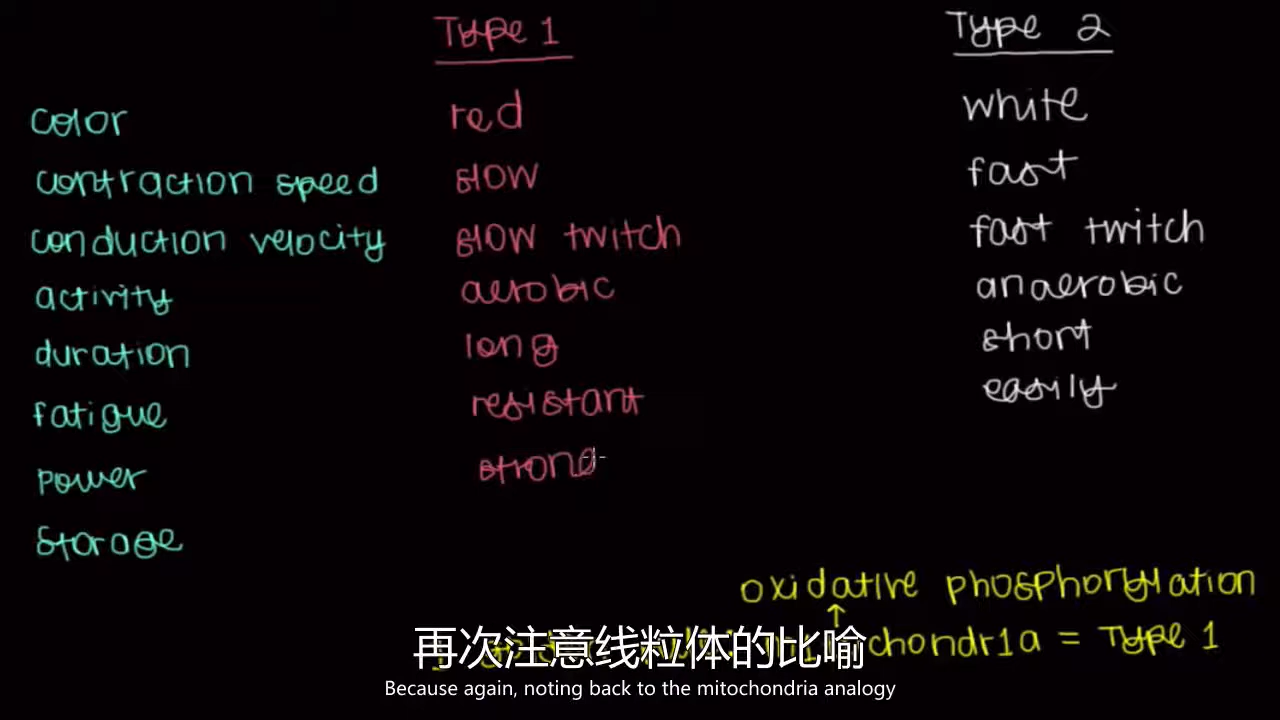 Type 1 Type 2
color red white
contraction speed slow fast
conduction velocity slow twitch fast twitch
activity aerobic anaerobic
duration long short
fatigue resistant easily
power strong
storage
oxidative phosphorylation
↑
= Type 1
再次注意线粒体的比喻
Because again, noting back to the mitochondria analogy